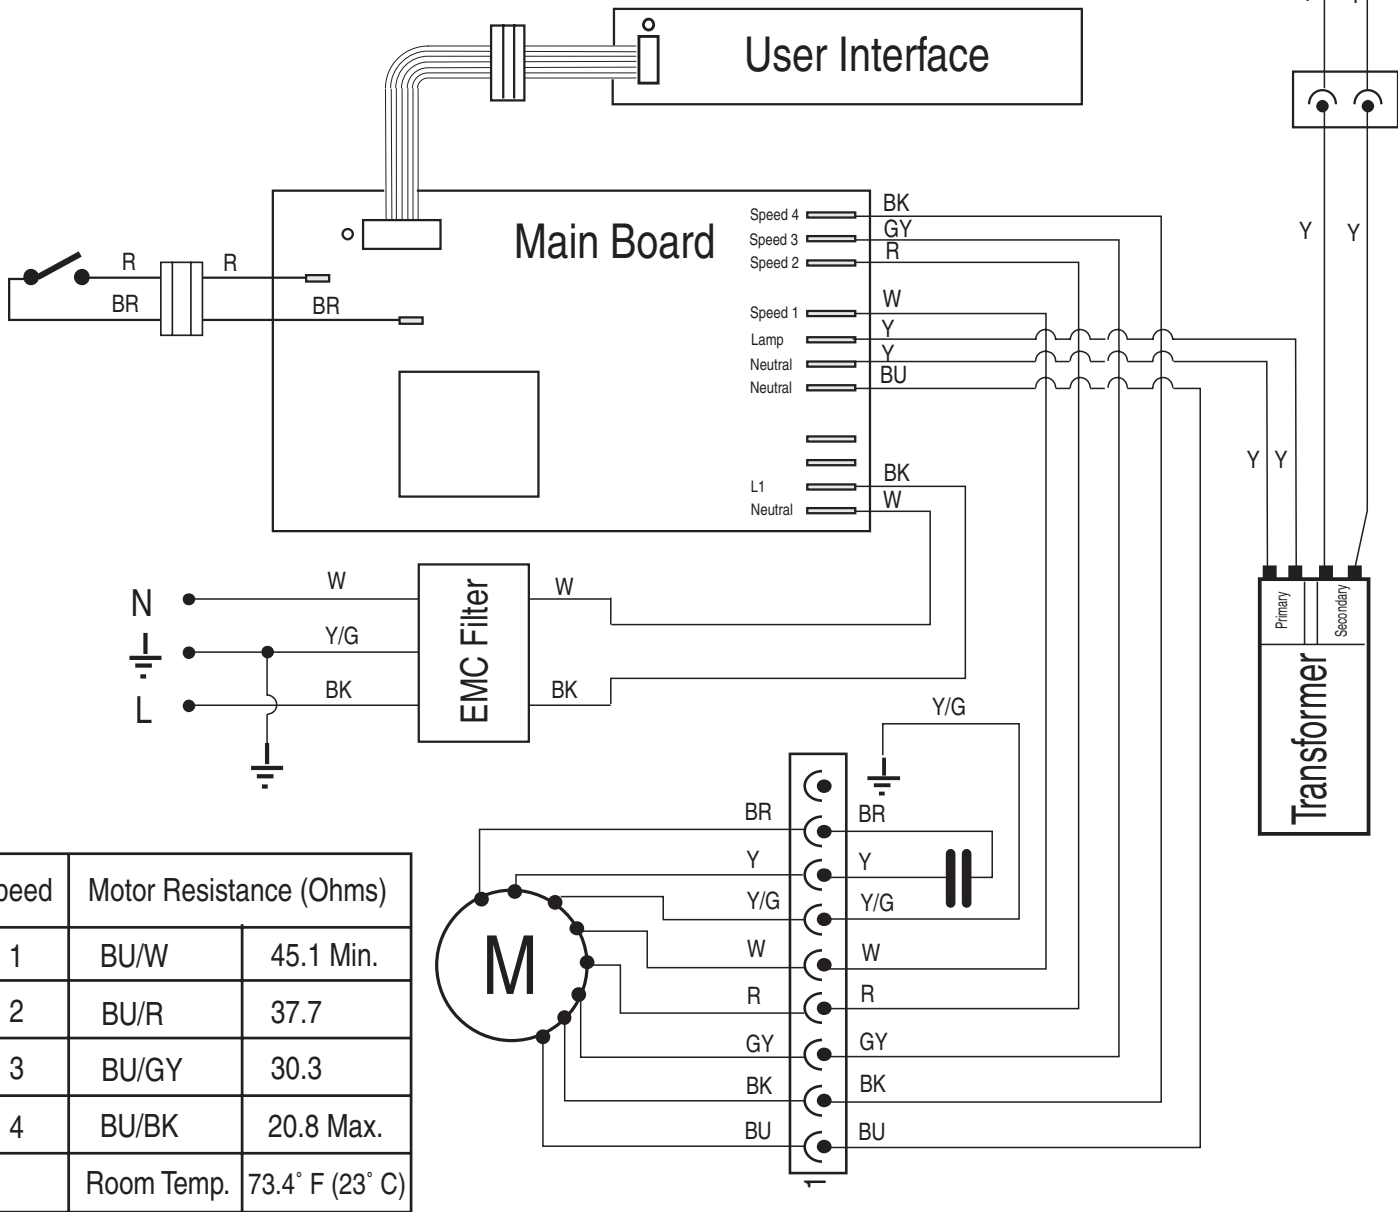 User Interface
Main Board
Speed 4
BK
Speed 3
GY
Speed 2
R
Speed 1
W
Lamp
Y
Neutral
Y
Neutral
BU
L1
BK
Neutral
W
R
R
BR
BR
Y
Y
Y
Y
Primary
Secondary
Transformer
N
W
W
Y/G
EMC Filter
L
BK
BK
Y/G
BR
BR
Y
Y
Y/G
Y/G
W
W
R
R
GY
GY
BK
BK
BU
BU
M
1
peed
Motor Resistance (Ohms)
1
BU/W
45.1 Min.
2
BU/R
37.7
3
BU/GY
30.3
4
BU/BK
20.8 Max.
Room Temp.
73.4° F (23° C)